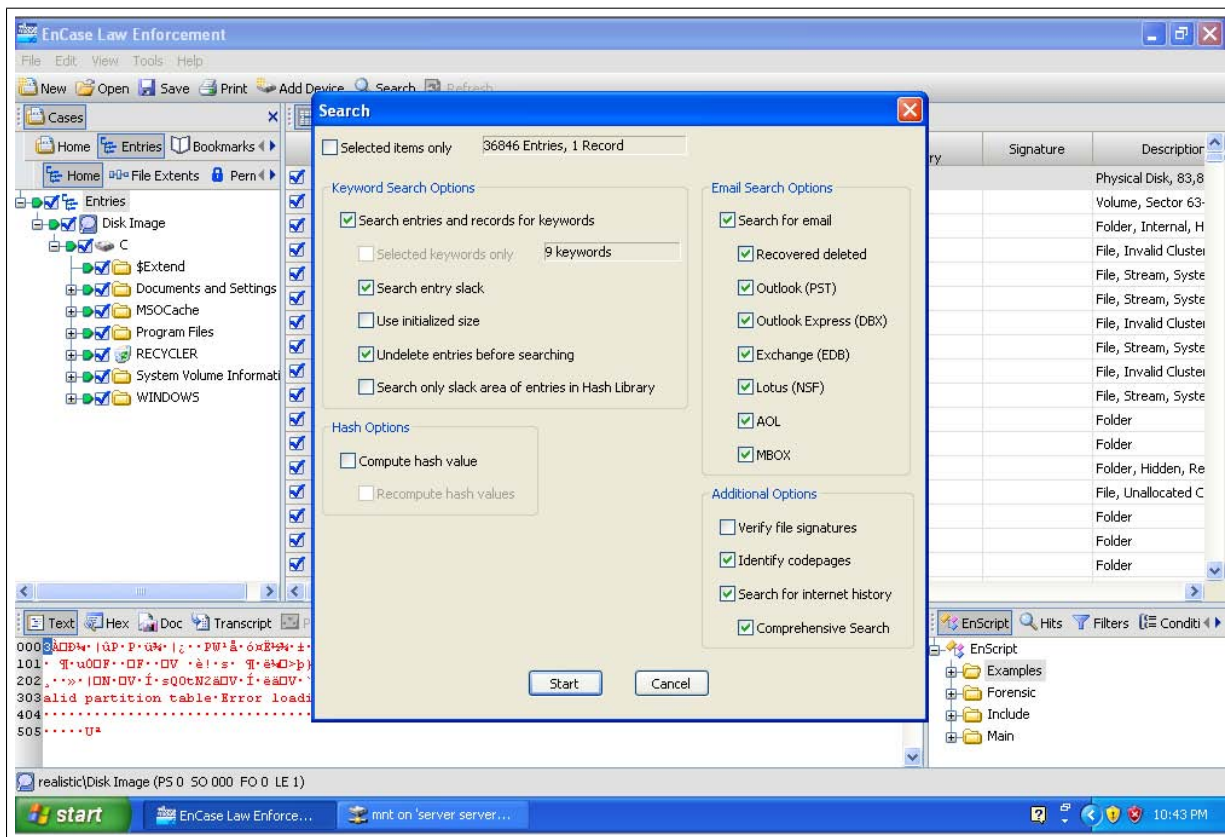 EnCase Law Enforcement
File Edit View Tools Help
New Open Save Print Add Device Search Refresh
Cases
Home Entries Bookmarks
Home File Extents Perm
Entries
Disk Image
C
$Extend
Documents and Settings
MSOCache
Program Files
RECYCLER
System Volume Informati
WINDOWS
Search
Selected items only 36846 Entries, 1 Record
Keyword Search Options
Search entries and records for keywords
Selected keywords only 9 keywords
Search entry slack
Use initialized size
Undelete entries before searching
Search only slack area of entries in Hash Library
Hash Options
Compute hash value
Recompute hash values
Email Search Options
Search for email
Recovered deleted
Outlook (PST)
Outlook Express (DBX)
Exchange (EDB)
Lotus (NSF)
AOL
MBOX
Additional Options
Verify file signatures
Identify codepages
Search for internet history
Comprehensive Search
Start Cancel
ry Signature Description
Physical Disk, 83,8
Volume, Sector 63-
Folder, Internal, H
File, Invalid Cluster
File, Stream, Syste
File, Stream, Syste
File, Invalid Cluster
File, Stream, Syste
File, Invalid Cluster
File, Stream, Syste
Folder
Folder
Folder, Hidden, Re
File, Unallocated C
Folder
Folder
Folder
Text Hex Doc Transcript P
000
101
202
303 alid partition table·Error loadi
404
505
EnScript Hits Filters Conditi
EnScript
Examples
Forensic
Include
Main
realistic\Disk Image (PS 0 SO 000 FO 0 LE 1)
start EnCase Law Enforce... mnt on 'server server... 10:43 PM